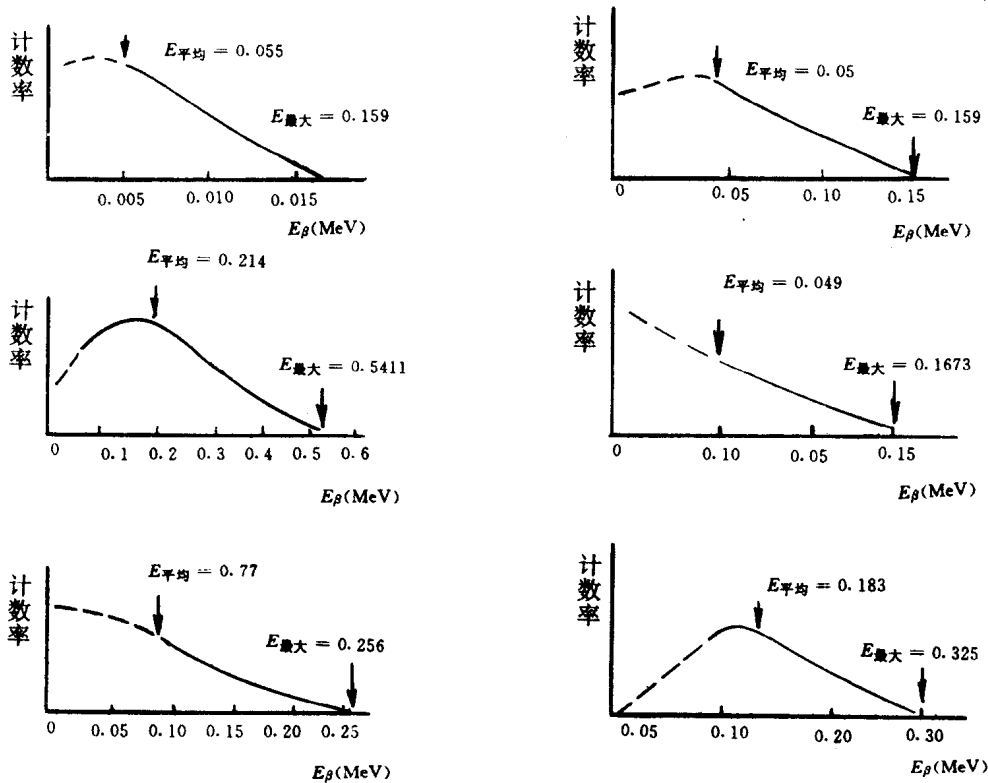 计数率
E平均 = 0.055
E最大 = 0.159
0.005 0.010 0.015
Eβ(MeV)
计数率
E平均 = 0.05
E最大 = 0.159
0 0.05 0.10 0.15
Eβ(MeV)
计数率
E平均 = 0.214
E最大 = 0.5411
0 0.1 0.2 0.3 0.4 0.5 0.6
Eβ(MeV)
计数率
E平均 = 0.049
E最大 = 0.1673
0 0.10 0.05 0.15
Eβ(MeV)
计数率
E平均 = 0.77
E最大 = 0.256
0 0.05 0.10 0.15 0.20 0.25
Eβ(MeV)
计数率
E平均 = 0.183
E最大 = 0.325
0.05 0.10 0.20 0.30
Eβ(MeV)